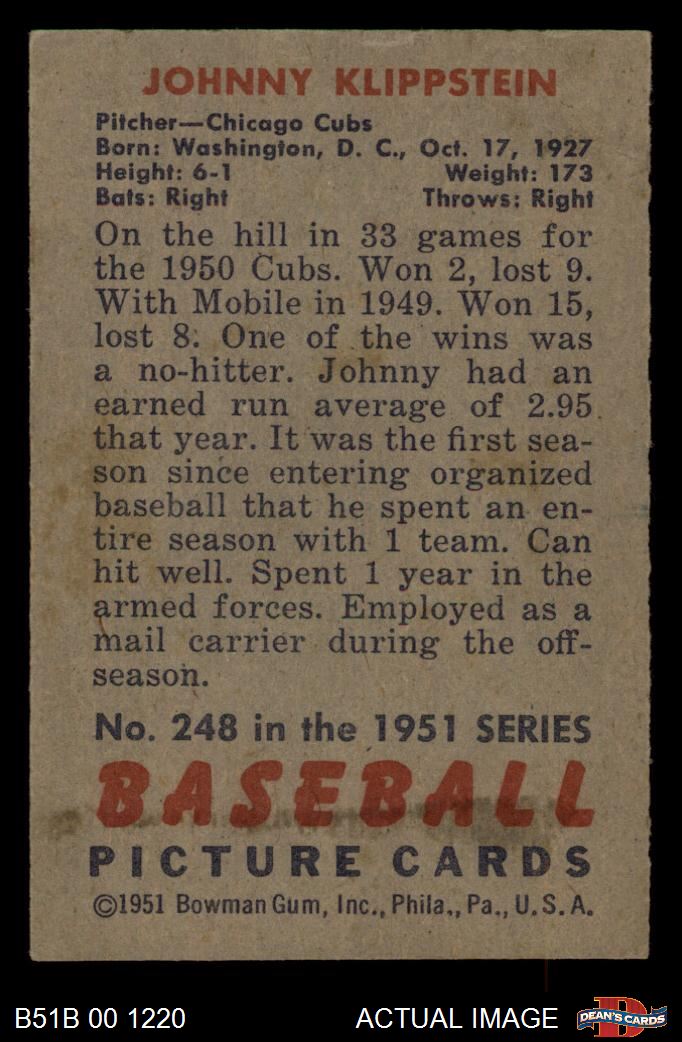 JOHNNY KLIPPSTEIN
Pitcher—Chicago Cubs
Born: Washington, D. C., Oct. 17, 1927
Height: 6-1 Weight: 173
Bats: Right Throws: Right
On the hill in 33 games for
the 1950 Cubs. Won 2, lost 9.
With Mobile in 1949. Won 15,
lost 8. One of the wins was
a no-hitter. Johnny had an
earned run average of 2.95
that year. It was the first sea-
son since entering organized
baseball that he spent an en-
tire season with 1 team. Can
hit well. Spent 1 year in the
armed forces. Employed as a
mail carrier during the off-
season.
No. 248 in the 1951 SERIES
BASEBALL
PICTURE CARDS
©1951 Bowman Gum, Inc., Phila., Pa., U. S. A.
B51B 00 1220 ACTUAL IMAGE D DEAN'S CARDS